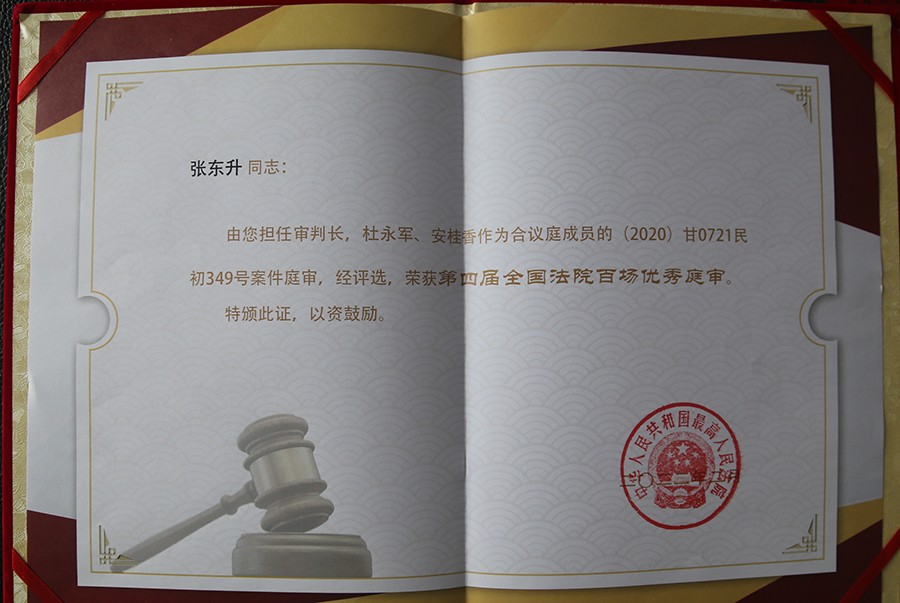 张东升 同志：
由您担任审判长，杜永军、安桂香作为合议庭成员的（2020）甘0721民
初349号案件庭审，经评选，荣获第四届全国法院百场优秀庭审。
特颁此证，以资鼓励。
中华人民共和国最高人民法院